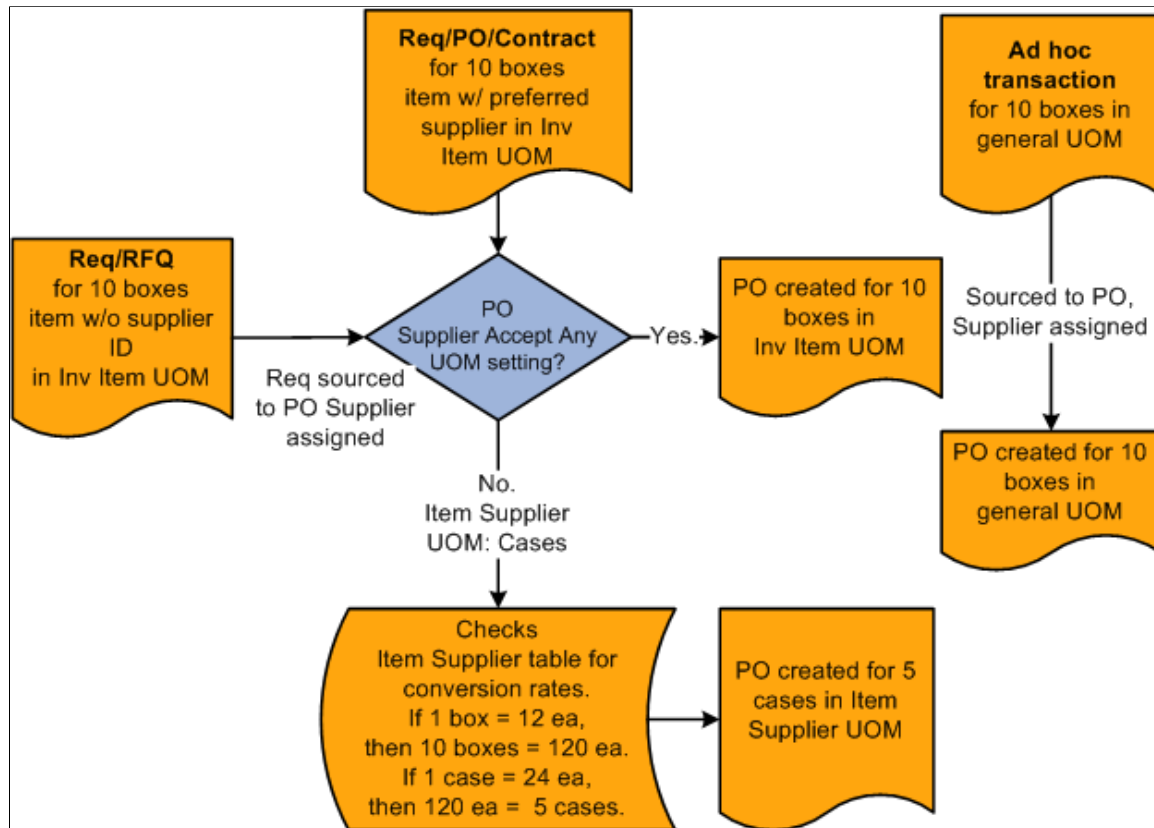 Req/PO/Contract
for 10 boxes
item w/ preferred
supplier in Inv
Item UOM
Ad hoc
transaction
for 10 boxes in
general UOM
Req/RFQ
for 10 boxes
item w/o supplier
ID
in Inv Item UOM
Req sourced
to PO Supplier
assigned
PO
Supplier Accept Any
UOM setting?
Yes.
PO created for 10
boxes in
Inv Item UOM
Sourced to PO,
Supplier assigned
PO created for 10
boxes in
general UOM
No.
Item Supplier
UOM: Cases
Checks
Item Supplier table for
conversion rates.
If 1 box = 12 ea,
then 10 boxes = 120 ea.
If 1 case = 24 ea,
then 120 ea = 5 cases.
PO created for 5
cases in Item
Supplier UOM